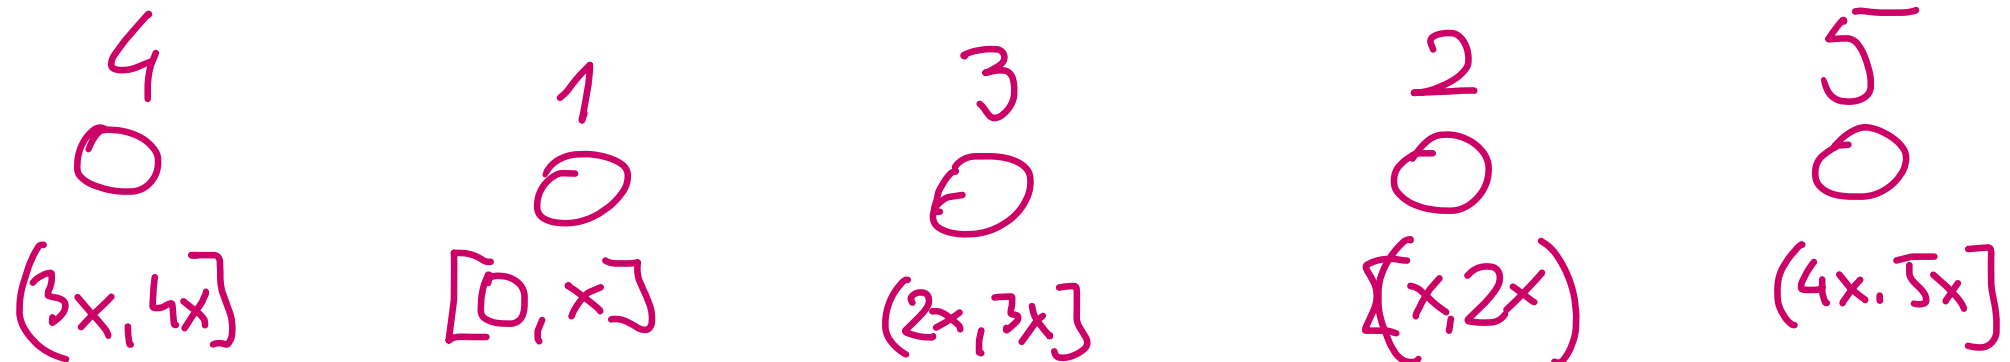 4 1 3 2 5
(3x, 4x] [0, x] (2x, 3x] (x, 2x) (4x, 5x]